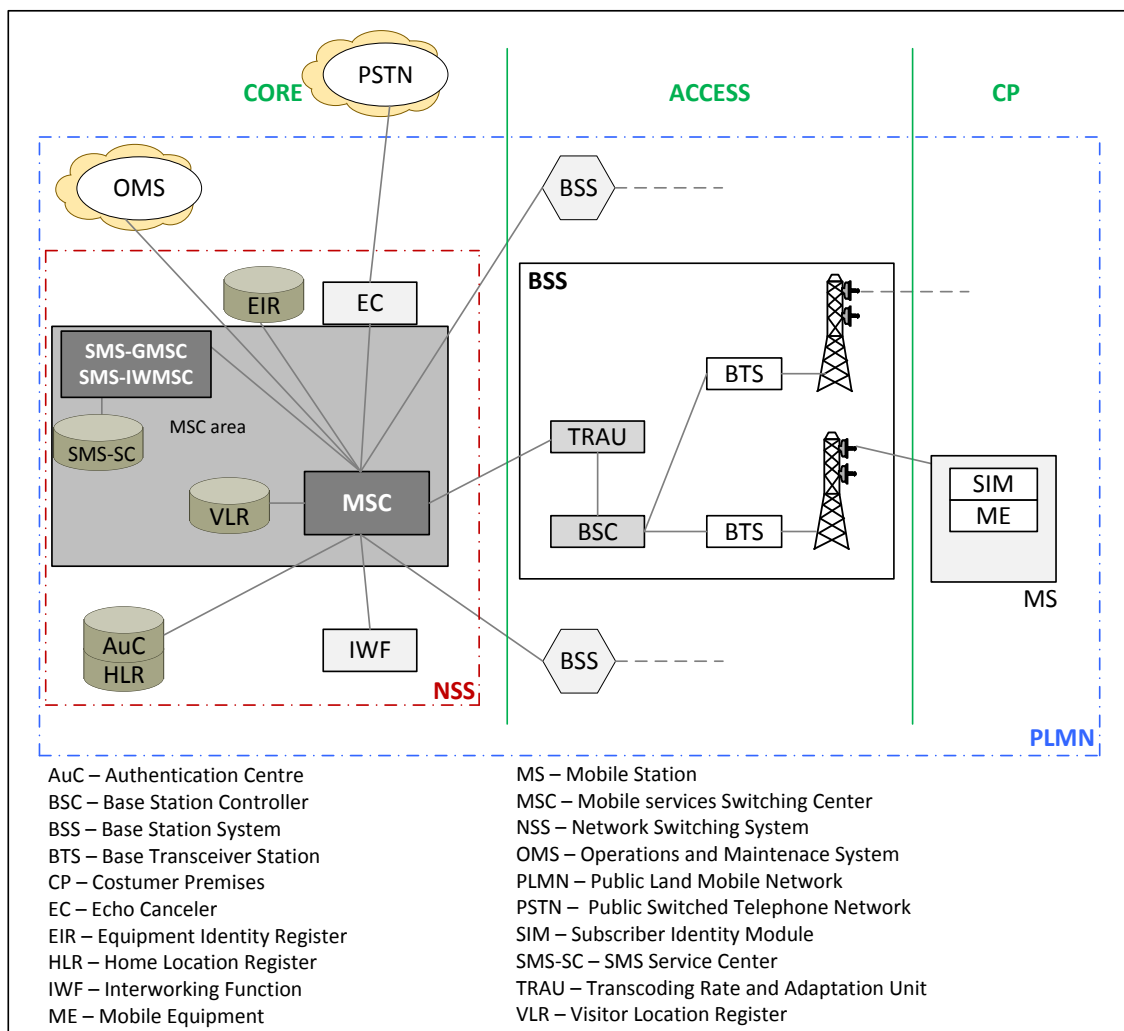 PSTN
CORE
ACCESS
CP
OMS
BSS
EIR
EC
BSS
SMS-GMSC
SMS-IWMSC
MSC area
SMS-SC
BTS
TRAU
VLR
MSC
BSC
BTS
SIM
ME
MS
AuC
HLR
IWF
BSS
NSS
PLMN
AuC – Authentication Centre
BSC – Base Station Controller
BSS – Base Station System
BTS – Base Transceiver Station
CP – Costumer Premises
EC – Echo Canceler
EIR – Equipment Identity Register
HLR – Home Location Register
IWF – Interworking Function
ME – Mobile Equipment
MS – Mobile Station
MSC – Mobile services Switching Center
NSS – Network Switching System
OMS – Operations and Maintenace System
PLMN – Public Land Mobile Network
PSTN – Public Switched Telephone Network
SIM – Subscriber Identity Module
SMS-SC – SMS Service Center
TRAU – Transcoding Rate and Adaptation Unit
VLR – Visitor Location Register